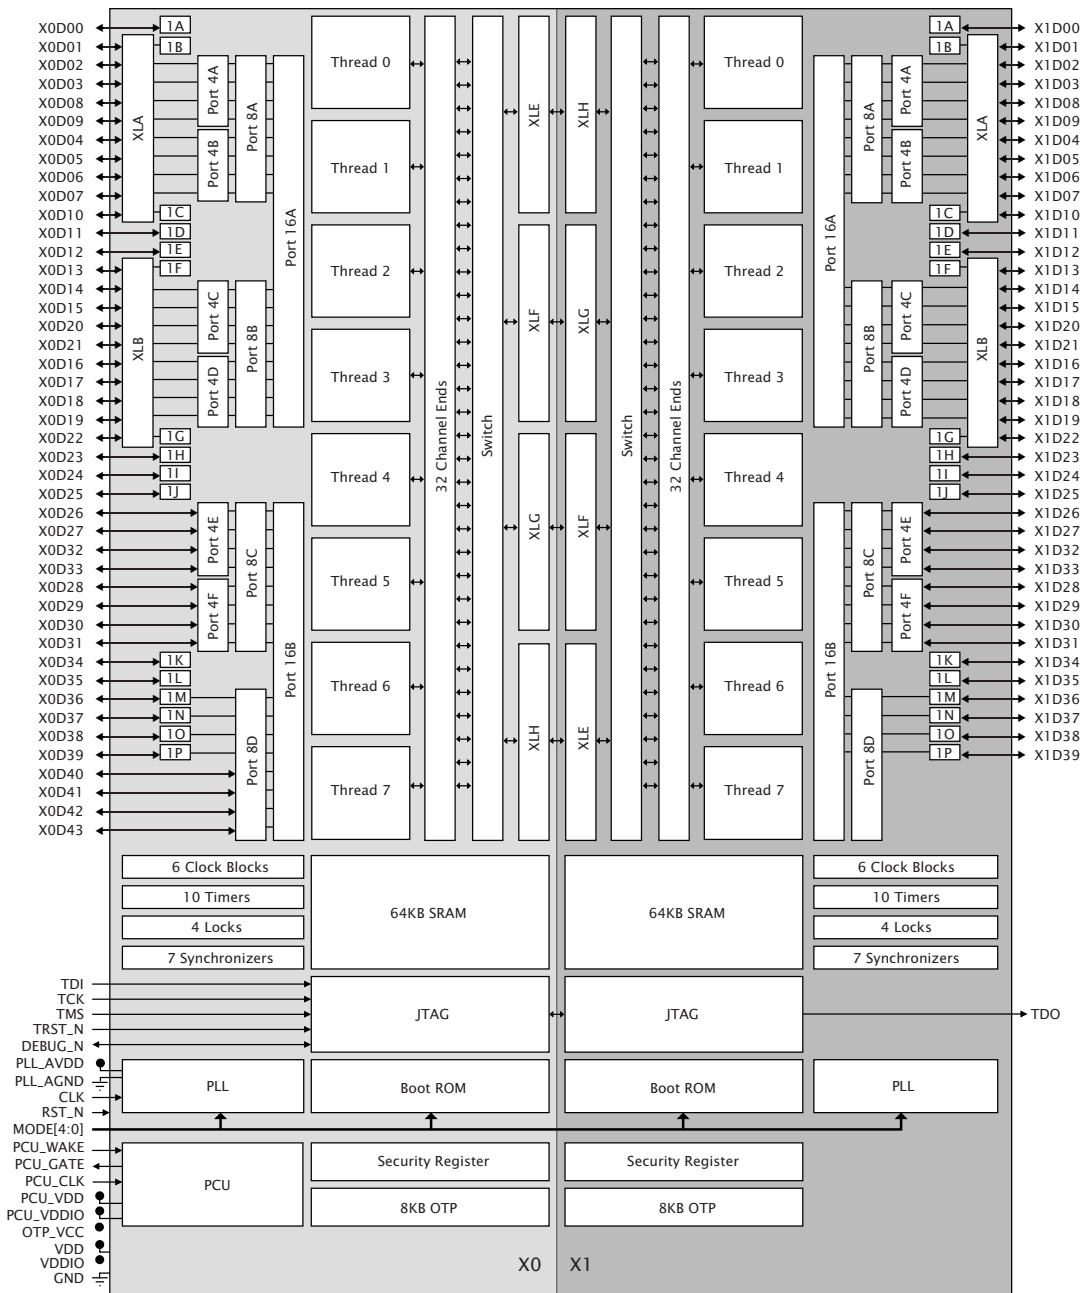 X0D00
X0D01
X0D02
X0D03
X0D08
X0D09
X0D04
X0D05
X0D06
X0D07
X0D10
X0D11
X0D12
X0D13
X0D14
X0D15
X0D20
X0D21
X0D16
X0D17
X0D18
X0D19
X0D22
X0D23
X0D24
X0D25
X0D26
X0D27
X0D32
X0D33
X0D28
X0D29
X0D30
X0D31
X0D34
X0D35
X0D36
X0D37
X0D38
X0D39
X0D40
X0D41
X0D42
X0D43
XLA
XLB
1A
1B
1C
1D
1E
1F
1G
1H
1I
1J
1K
1L
1M
1N
1O
1P
Port 4A
Port 4B
Port 4C
Port 4D
Port 4E
Port 4F
Port 8A
Port 8B
Port 8C
Port 8D
Port 16A
Port 16B
Thread 0
Thread 1
Thread 2
Thread 3
Thread 4
Thread 5
Thread 6
Thread 7
32 Channel Ends
Switch
XLE
XLF
XLG
XLH
XLH
XLG
XLF
XLE
Switch
32 Channel Ends
Thread 0
Thread 1
Thread 2
Thread 3
Thread 4
Thread 5
Thread 6
Thread 7
Port 16A
Port 16B
Port 8A
Port 8B
Port 8C
Port 8D
Port 4A
Port 4B
Port 4C
Port 4D
Port 4E
Port 4F
1A
1B
1C
1D
1E
1F
1G
1H
1I
1J
1K
1L
1M
1N
1O
1P
XLA
XLB
X1D00
X1D01
X1D02
X1D03
X1D08
X1D09
X1D04
X1D05
X1D06
X1D07
X1D10
X1D11
X1D12
X1D13
X1D14
X1D15
X1D20
X1D21
X1D16
X1D17
X1D18
X1D19
X1D22
X1D23
X1D24
X1D25
X1D26
X1D27
X1D32
X1D33
X1D28
X1D29
X1D30
X1D31
X1D34
X1D35
X1D36
X1D37
X1D38
X1D39
6 Clock Blocks
10 Timers
4 Locks
7 Synchronizers
64KB SRAM
64KB SRAM
6 Clock Blocks
10 Timers
4 Locks
7 Synchronizers
TDI
TCK
TMS
TRST_N
DEBUG_N
JTAG
JTAG
TDO
PLL_AVDD
PLL_AGND
CLK
RST_N
MODE[4:0]
PLL
Boot ROM
Boot ROM
PLL
PCU_WAKE
PCU_GATE
PCU_CLK
PCU_VDD
PCU_VDDIO
OTP_VCC
VDD
VDDIO
GND
PCU
Security Register
Security Register
8KB OTP
8KB OTP
X0
X1